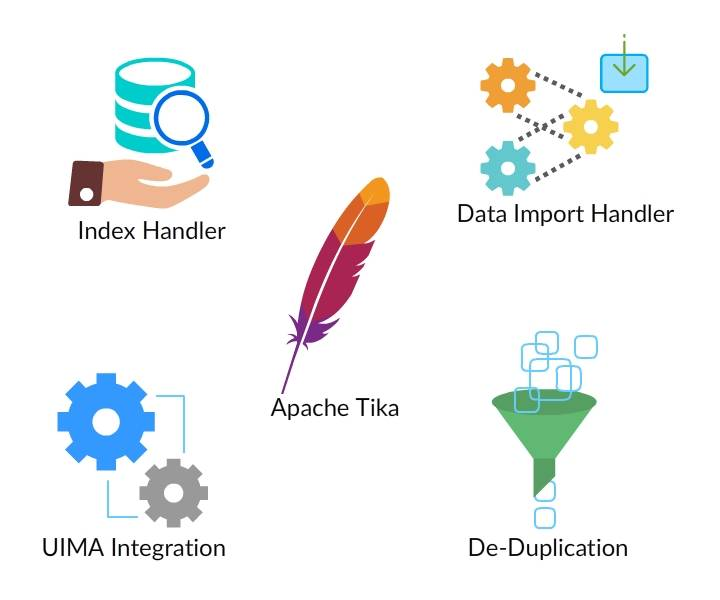 Index Handler
Data Import Handler
Apache Tika
UIMA Integration
De-Duplication